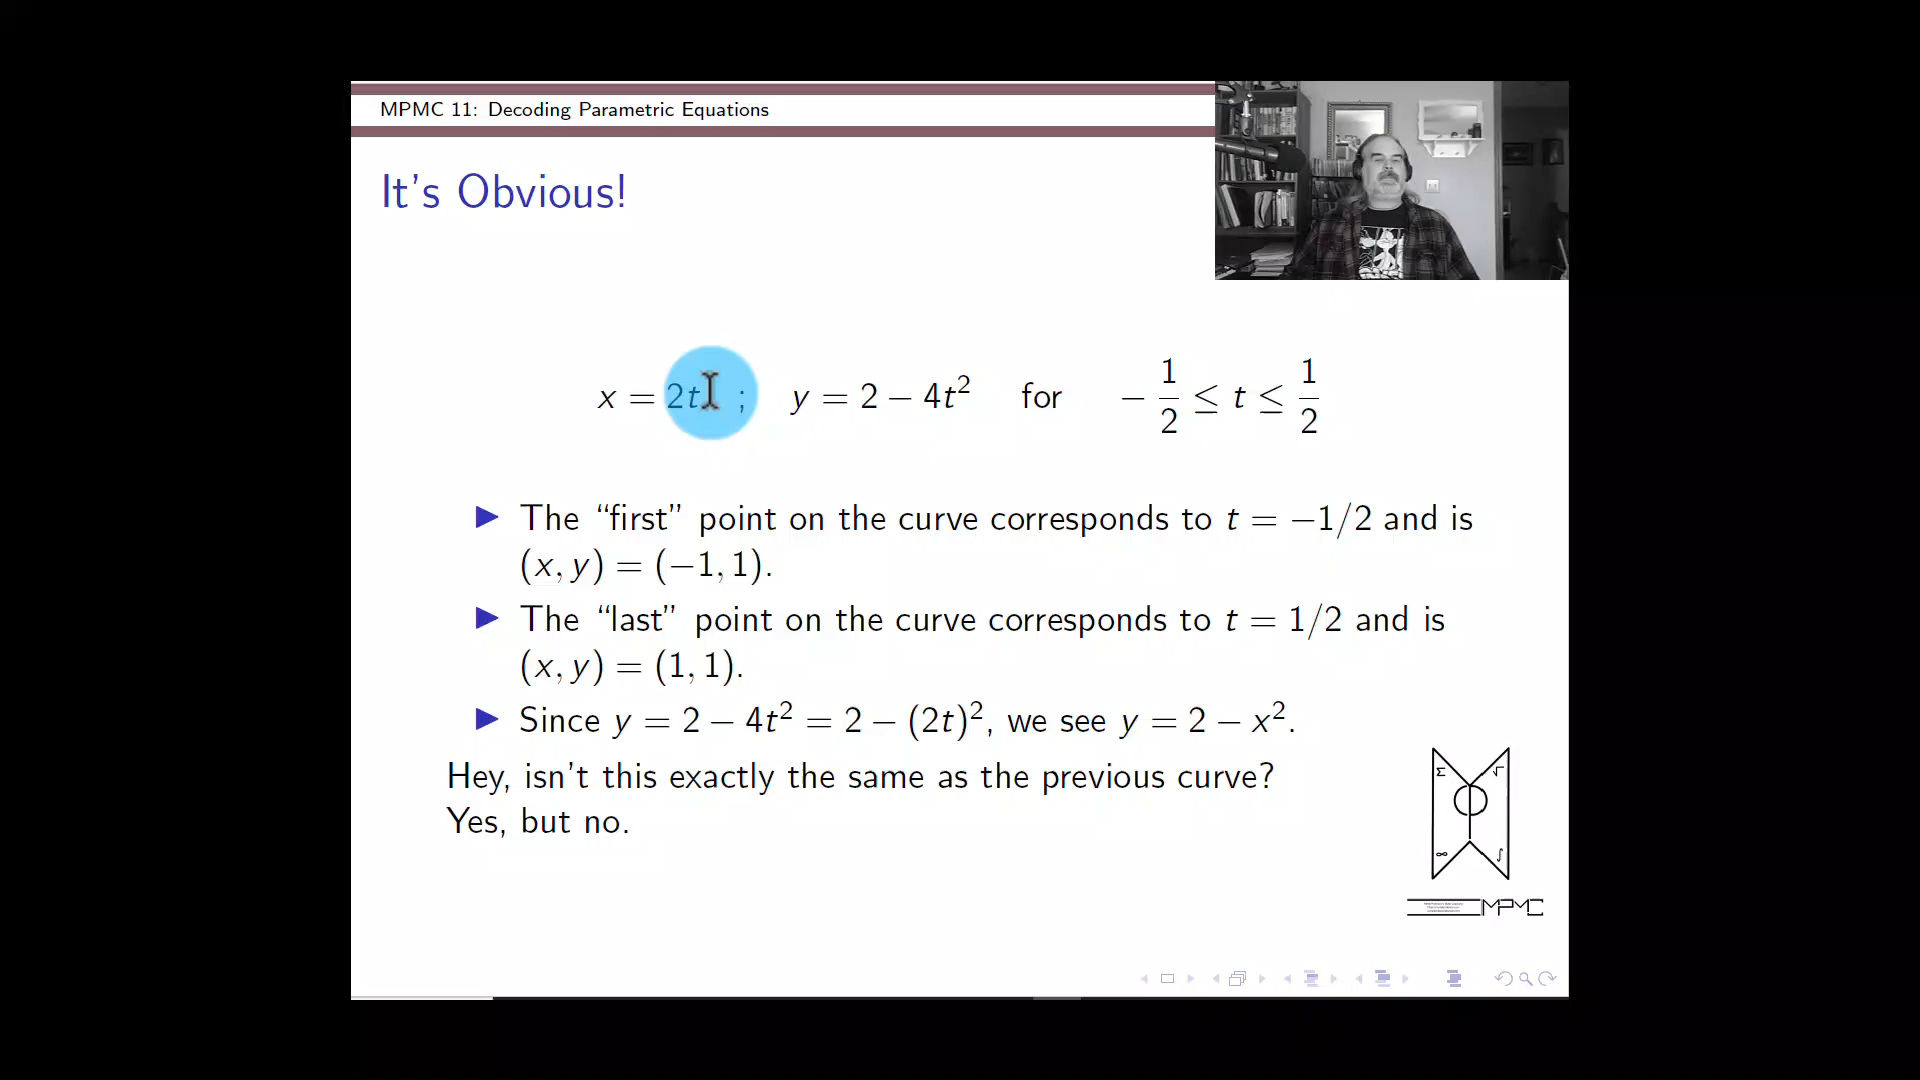 MPMC 11: Decoding Parametric Equations
It's Obvious!
x = 2t ; y = 2 − 4t² for −1/2 ≤ t ≤ 1/2
▶ The “first” point on the curve corresponds to t = −1/2 and is
(x, y) = (−1, 1).
▶ The “last” point on the curve corresponds to t = 1/2 and is
(x, y) = (1, 1).
▶ Since y = 2 − 4t² = 2 − (2t)², we see y = 2 − x².
Hey, isn't this exactly the same as the previous curve?
Yes, but no.
Σ √
∞ ∫
MPMC